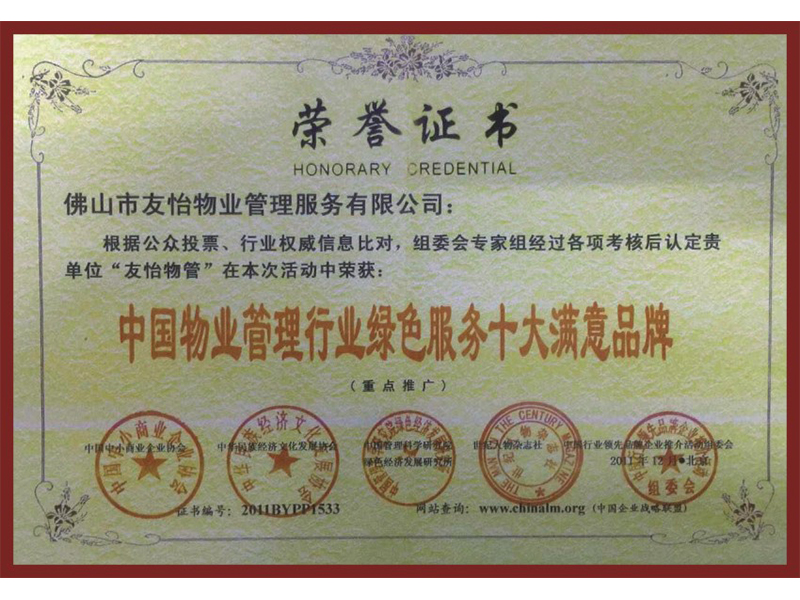 荣誉证书
HONORARY CREDENTIAL
佛山市友怡物业管理服务有限公司：
根据公众投票、行业权威信息比对，组委会专家组经过各项考核后认定贵
单位“友怡物管”在本次活动中荣获：
中国物业管理行业绿色服务十大满意品牌
（重点推广）
中国中小商业企业协会 中华民族经济文化发展协会 中国管理科学研究院 世纪人物杂志社 中国行业领先品牌企业推介活动组委会
绿色经济发展研究所 2011年12月·北京
THE CENTURY
组委会
证书编号：2011BYPP1533 网站查询：www.chinalm.org（中国企业战略联盟）